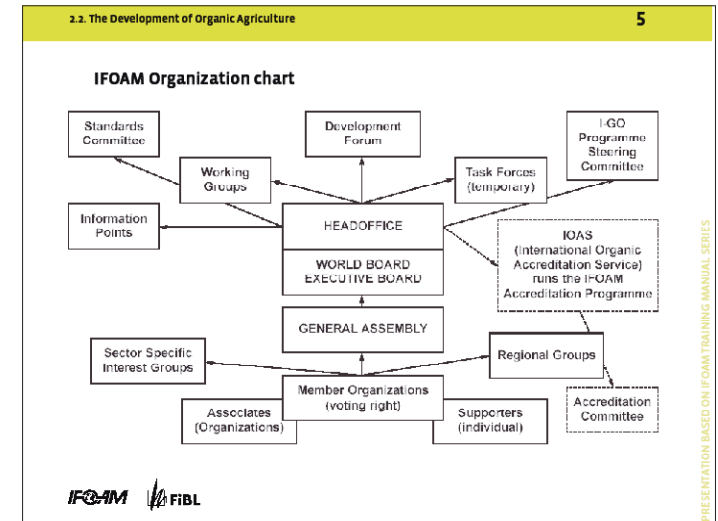 2.2. The Development of Organic Agriculture
5
IFOAM Organization chart
Standards
Committee
Development
Forum
I-GO
Programme
Steering
Committee
Working
Groups
Task Forces
(temporary)
Information
Points
HEADOFFICE
IOAS
(International Organic
Accreditation Service)
runs the IFOAM
Accreditation Programme
WORLD BOARD
EXECUTIVE BOARD
GENERAL ASSEMBLY
Sector Specific
Interest Groups
Regional Groups
Member Organizations
(voting right)
Associates
(Organizations)
Supporters
(individual)
Accreditation
Committee
IFOAM
FiBL
PRESENTATION BASED ON IFOAM TRAINING MANUAL SERIES